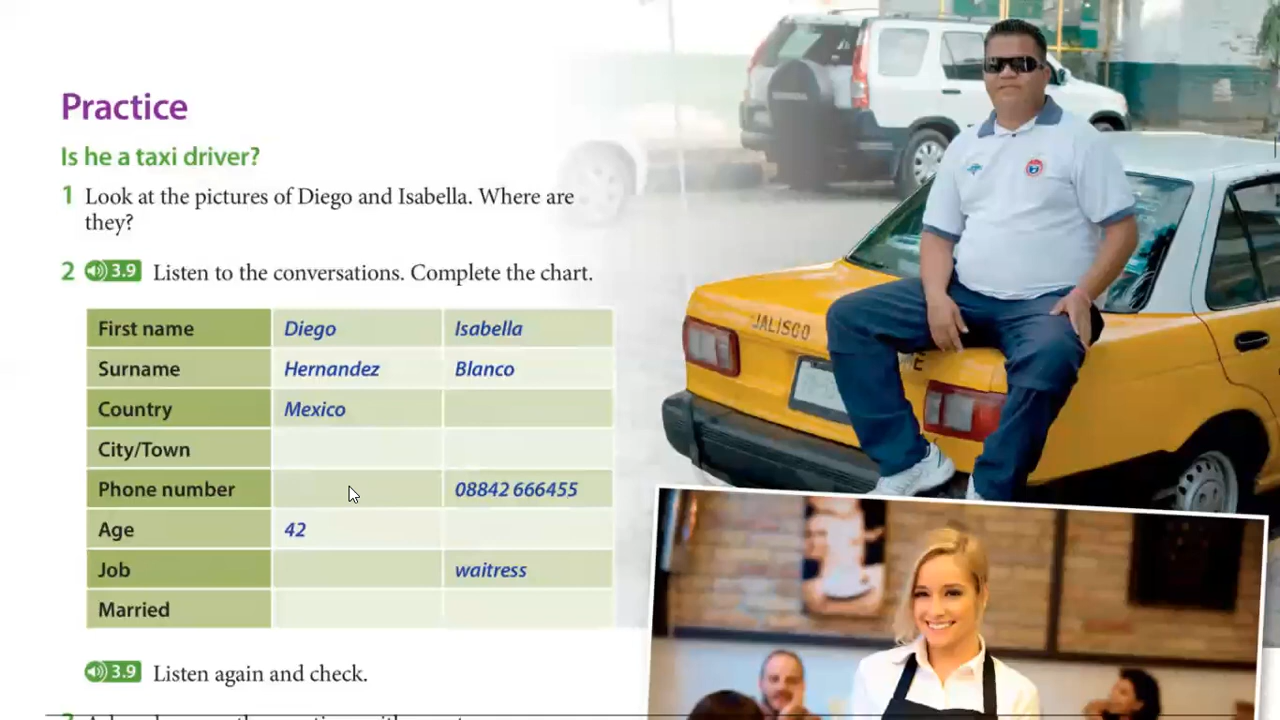 Practice
Is he a taxi driver?
1 Look at the pictures of Diego and Isabella. Where are
they?
2 3.9 Listen to the conversations. Complete the chart.
First name Diego Isabella
Surname Hernandez Blanco
Country Mexico
City/Town
Phone number 08842 666455
Age 42
Job waitress
Married
3.9 Listen again and check.
JALISCO